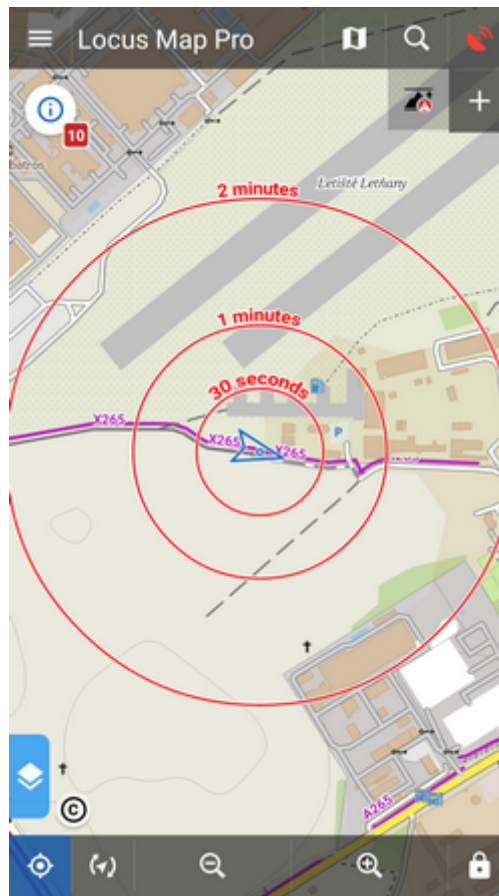 Locus Map Pro
10
2 minutes
Letiště Letňany
1 minutes
30 seconds
X265
X265
X265
P
A265
©